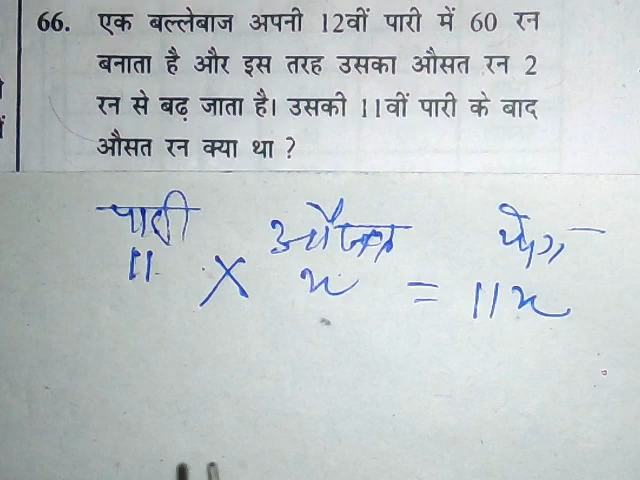 66. एक बल्लेबाज अपनी 12वीं पारी में 60 रन
बनाता है और इस तरह उसका औसत रन 2
रन से बढ़ जाता है। उसकी 11वीं पारी के बाद
औसत रन क्या था ?
पारी औसत योग
11 × x = 11x